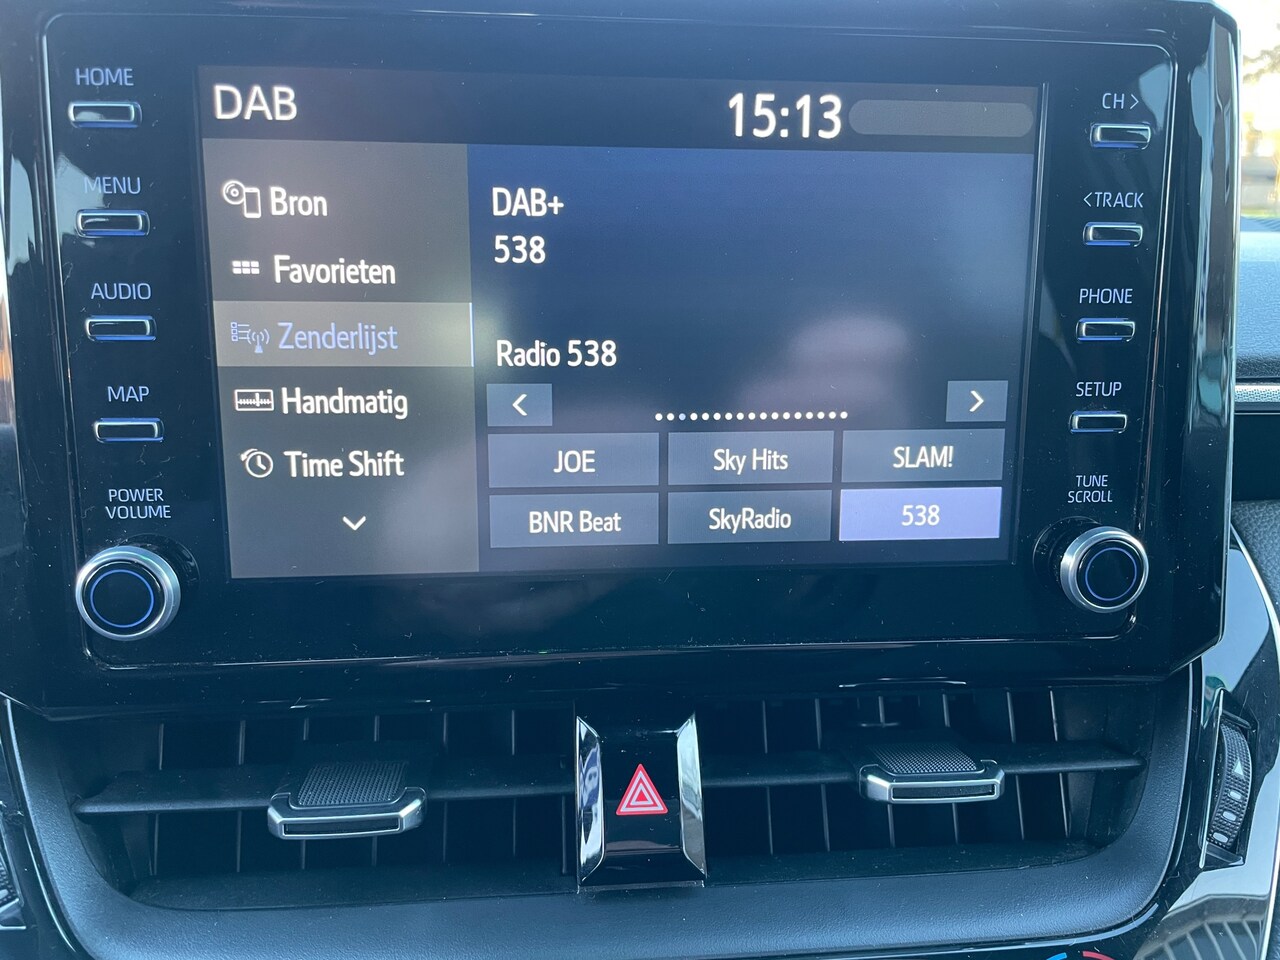 HOME
MENU
AUDIO
MAP
POWER
VOLUME
DAB
15:13
Bron
Favorieten
Zenderlijst
Handmatig
Time Shift
DAB+
538
Radio 538
<
>
JOE
Sky Hits
SLAM!
BNR Beat
SkyRadio
538
CH >
< TRACK
PHONE
SETUP
TUNE
SCROLL